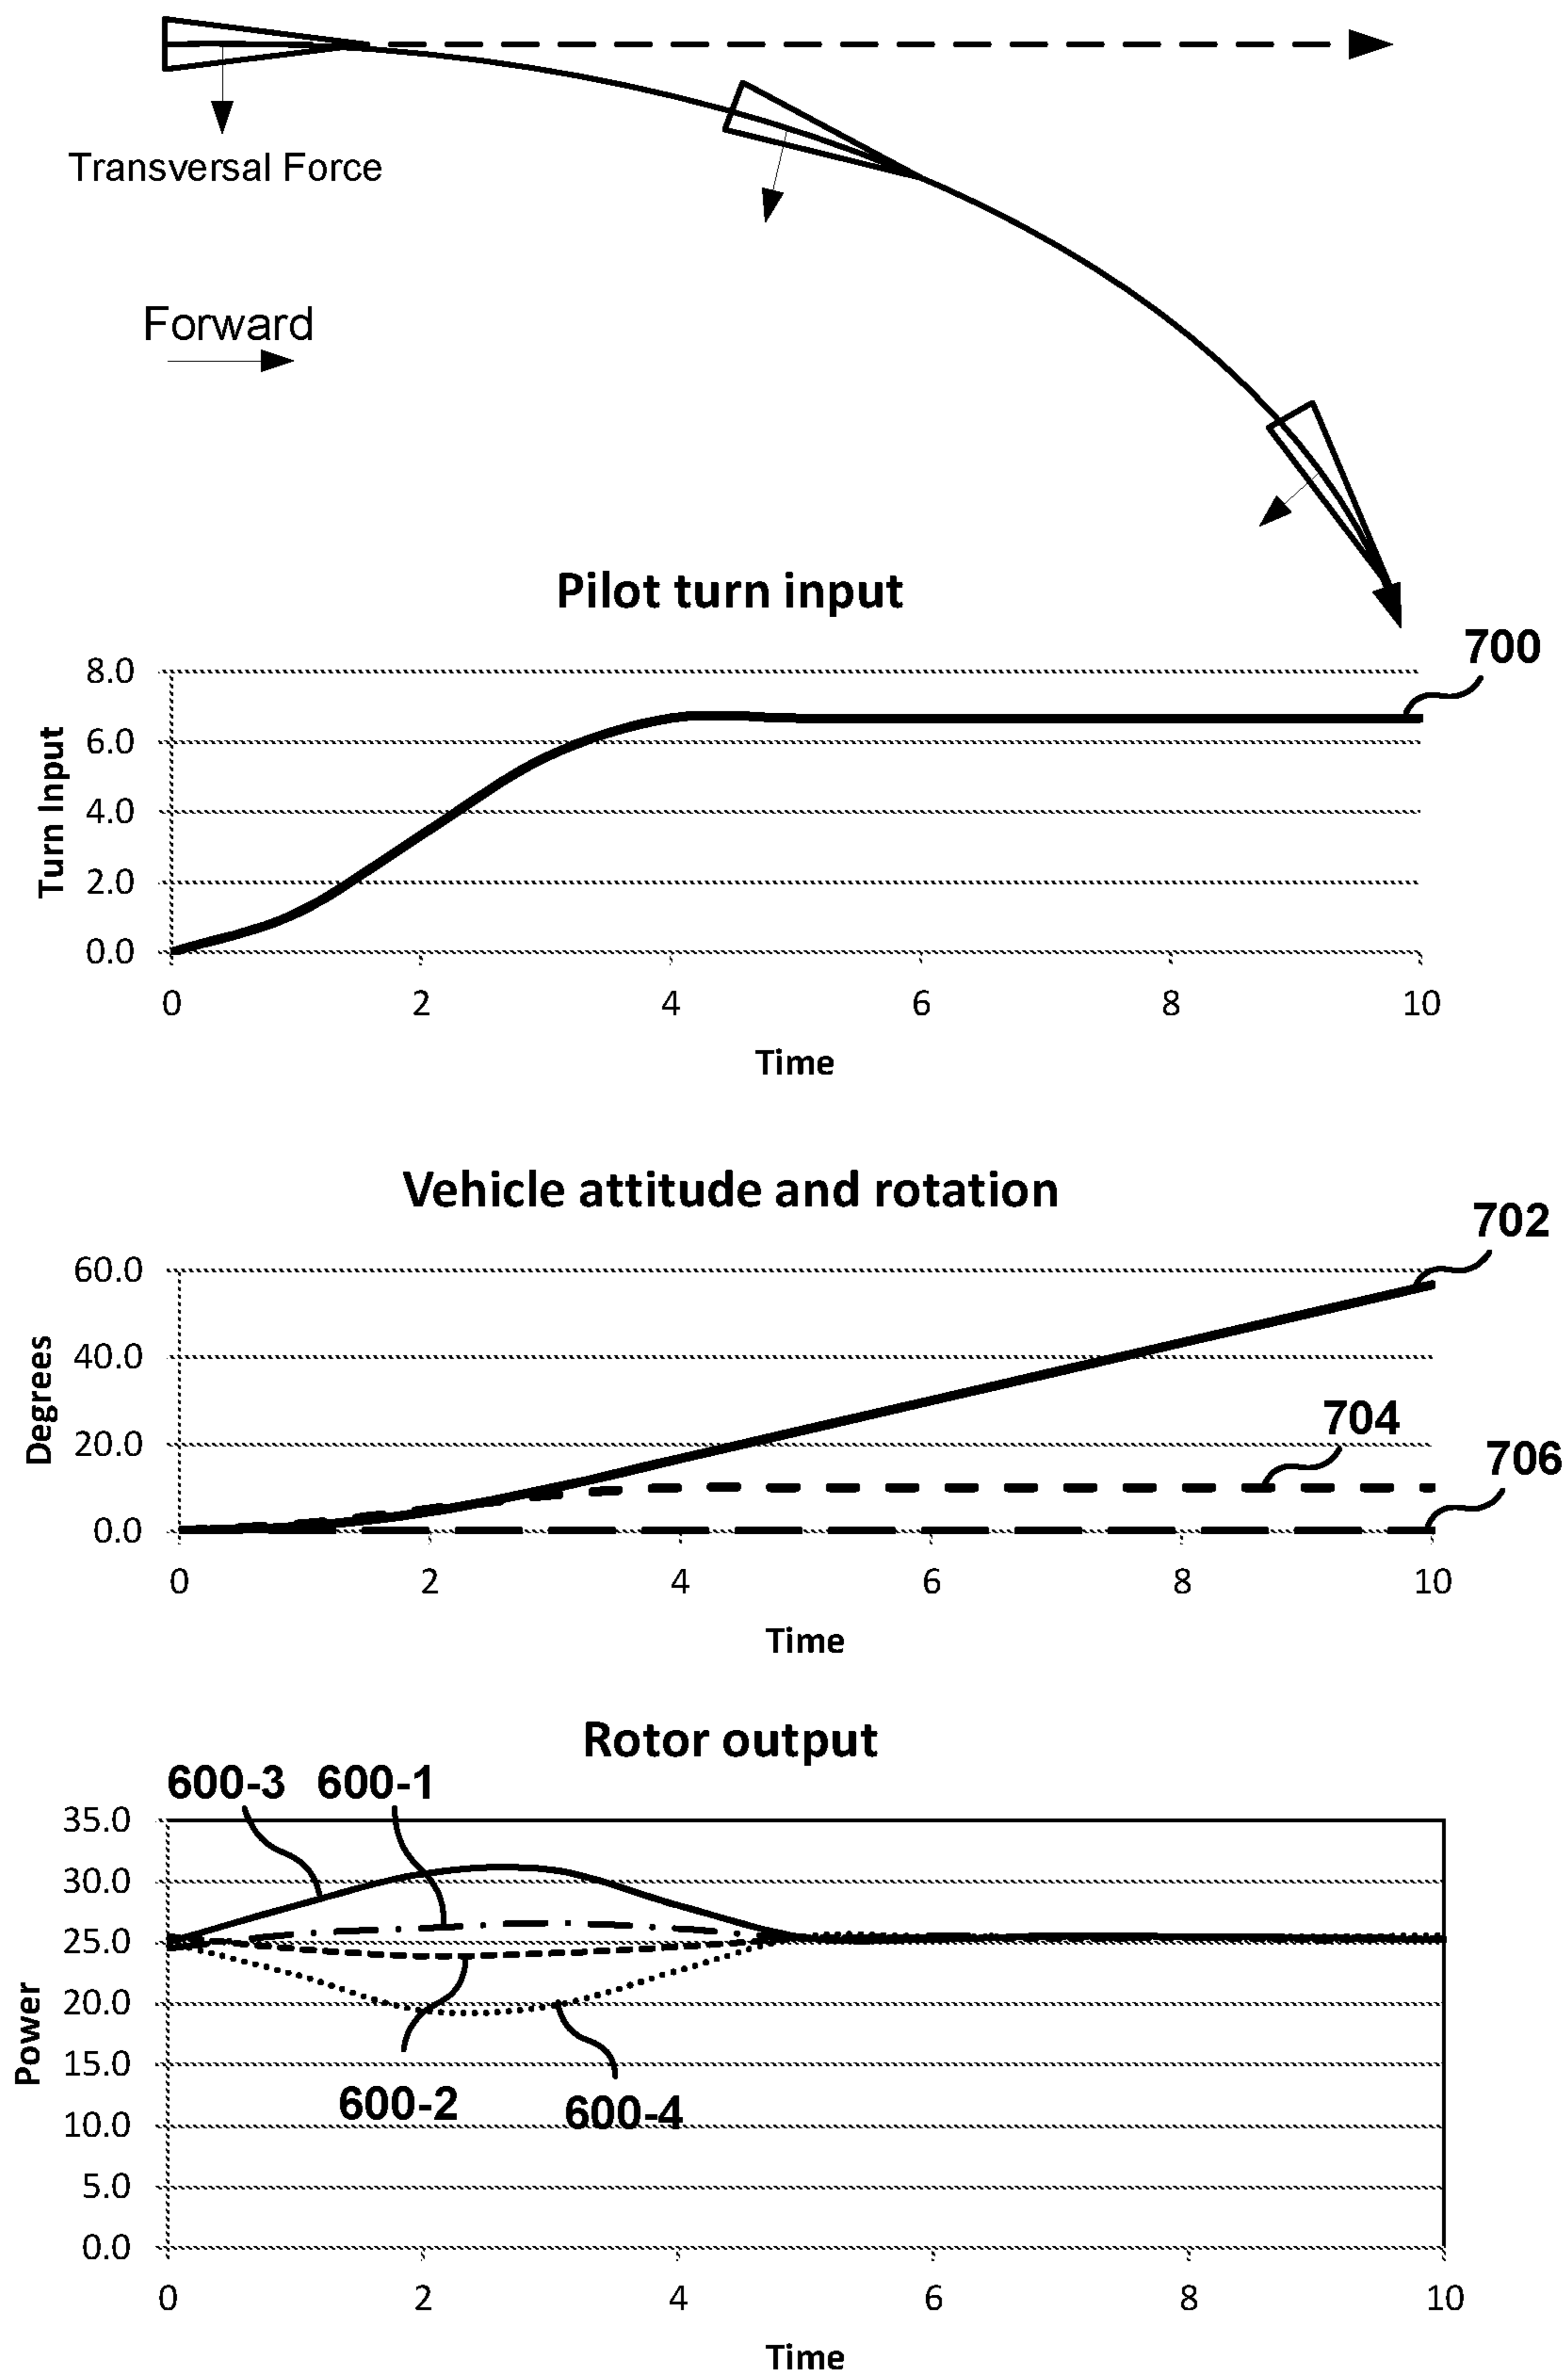 Transversal Force
Forward
Pilot turn input
700
8.0
6.0
4.0
2.0
0.0
Turn Input
0 2 4 6 8 10
Time
Vehicle attitude and rotation
702
60.0
40.0
20.0
0.0
Degrees
704
706
0 2 4 6 8 10
Time
Rotor output
600-3 600-1
35.0
30.0
25.0
20.0
15.0
10.0
5.0
0.0
Power
600-2 600-4
0 2 4 6 8 10
Time